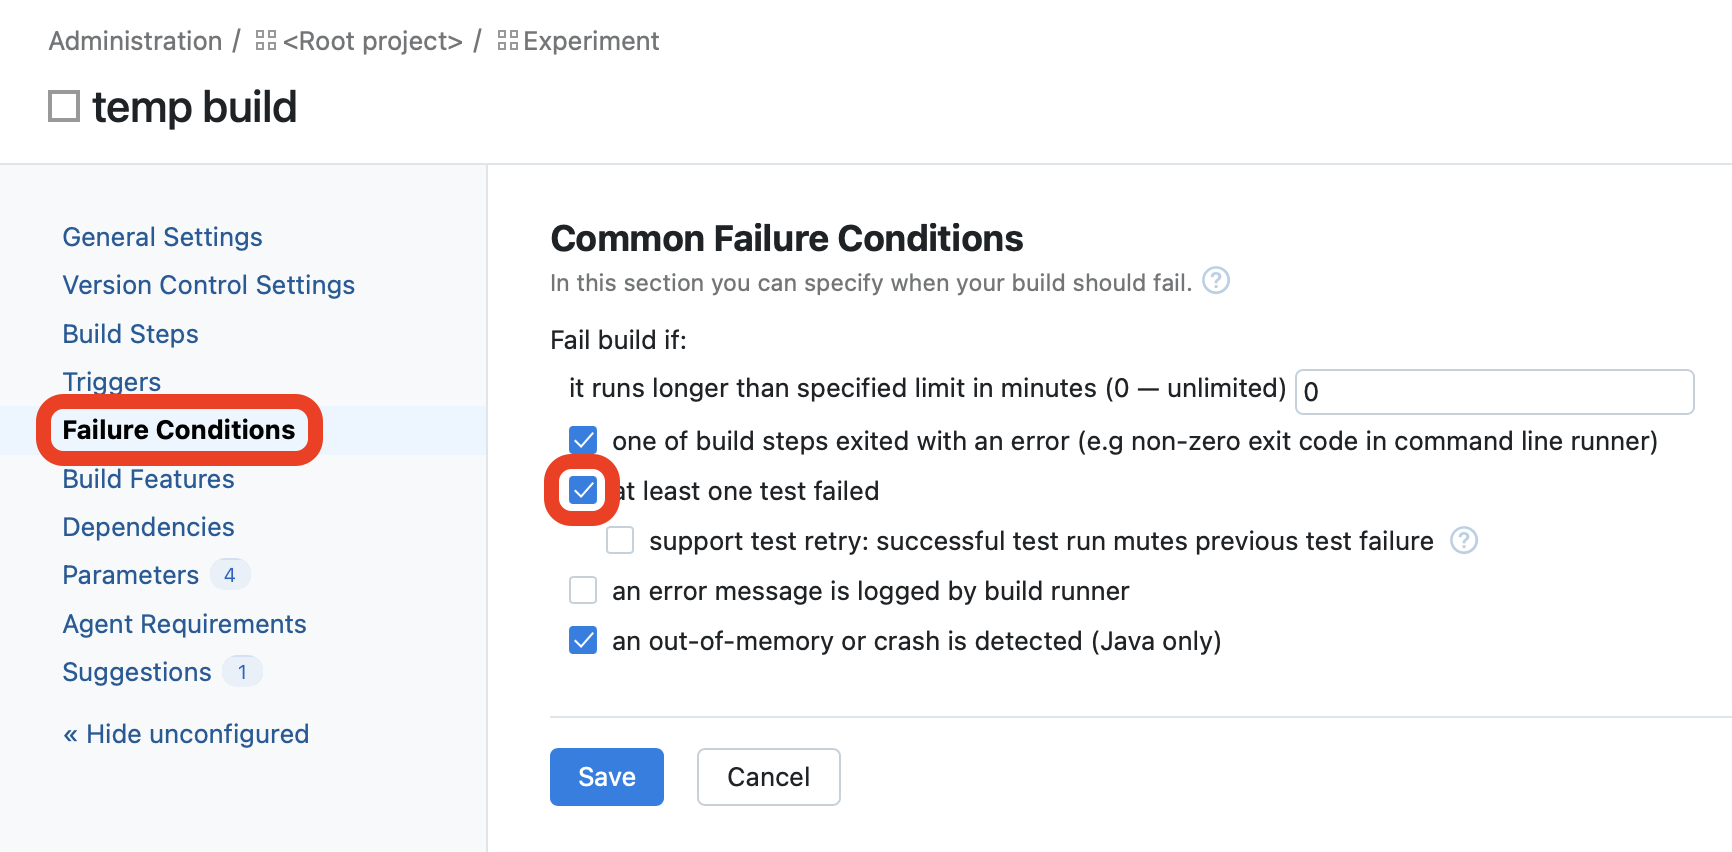 Administration / <Root project> / Experiment
temp build
General Settings
Version Control Settings
Build Steps
Triggers
Failure Conditions
Build Features
Dependencies
Parameters 4
Agent Requirements
Suggestions 1
« Hide unconfigured
Common Failure Conditions
In this section you can specify when your build should fail. ?
Fail build if:
it runs longer than specified limit in minutes (0 — unlimited) 0
one of build steps exited with an error (e.g non-zero exit code in command line runner)
at least one test failed
support test retry: successful test run mutes previous test failure ?
an error message is logged by build runner
an out-of-memory or crash is detected (Java only)
Save Cancel